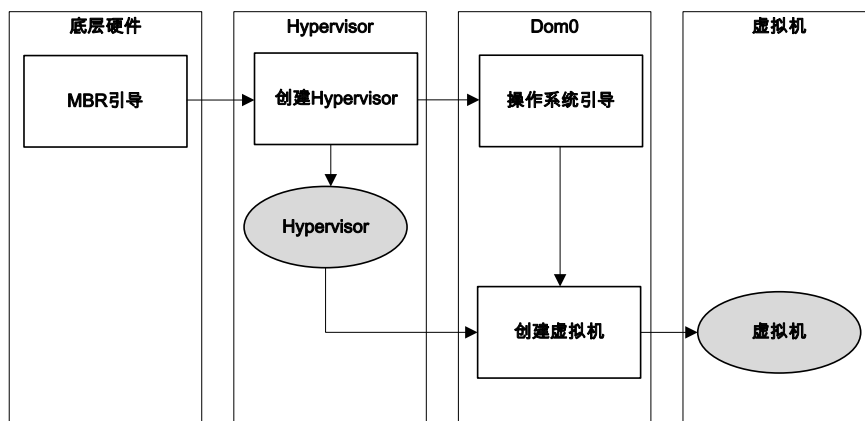 底层硬件
Hypervisor
Dom0
虚拟机
MBR引导
创建Hypervisor
操作系统引导
Hypervisor
创建虚拟机
虚拟机